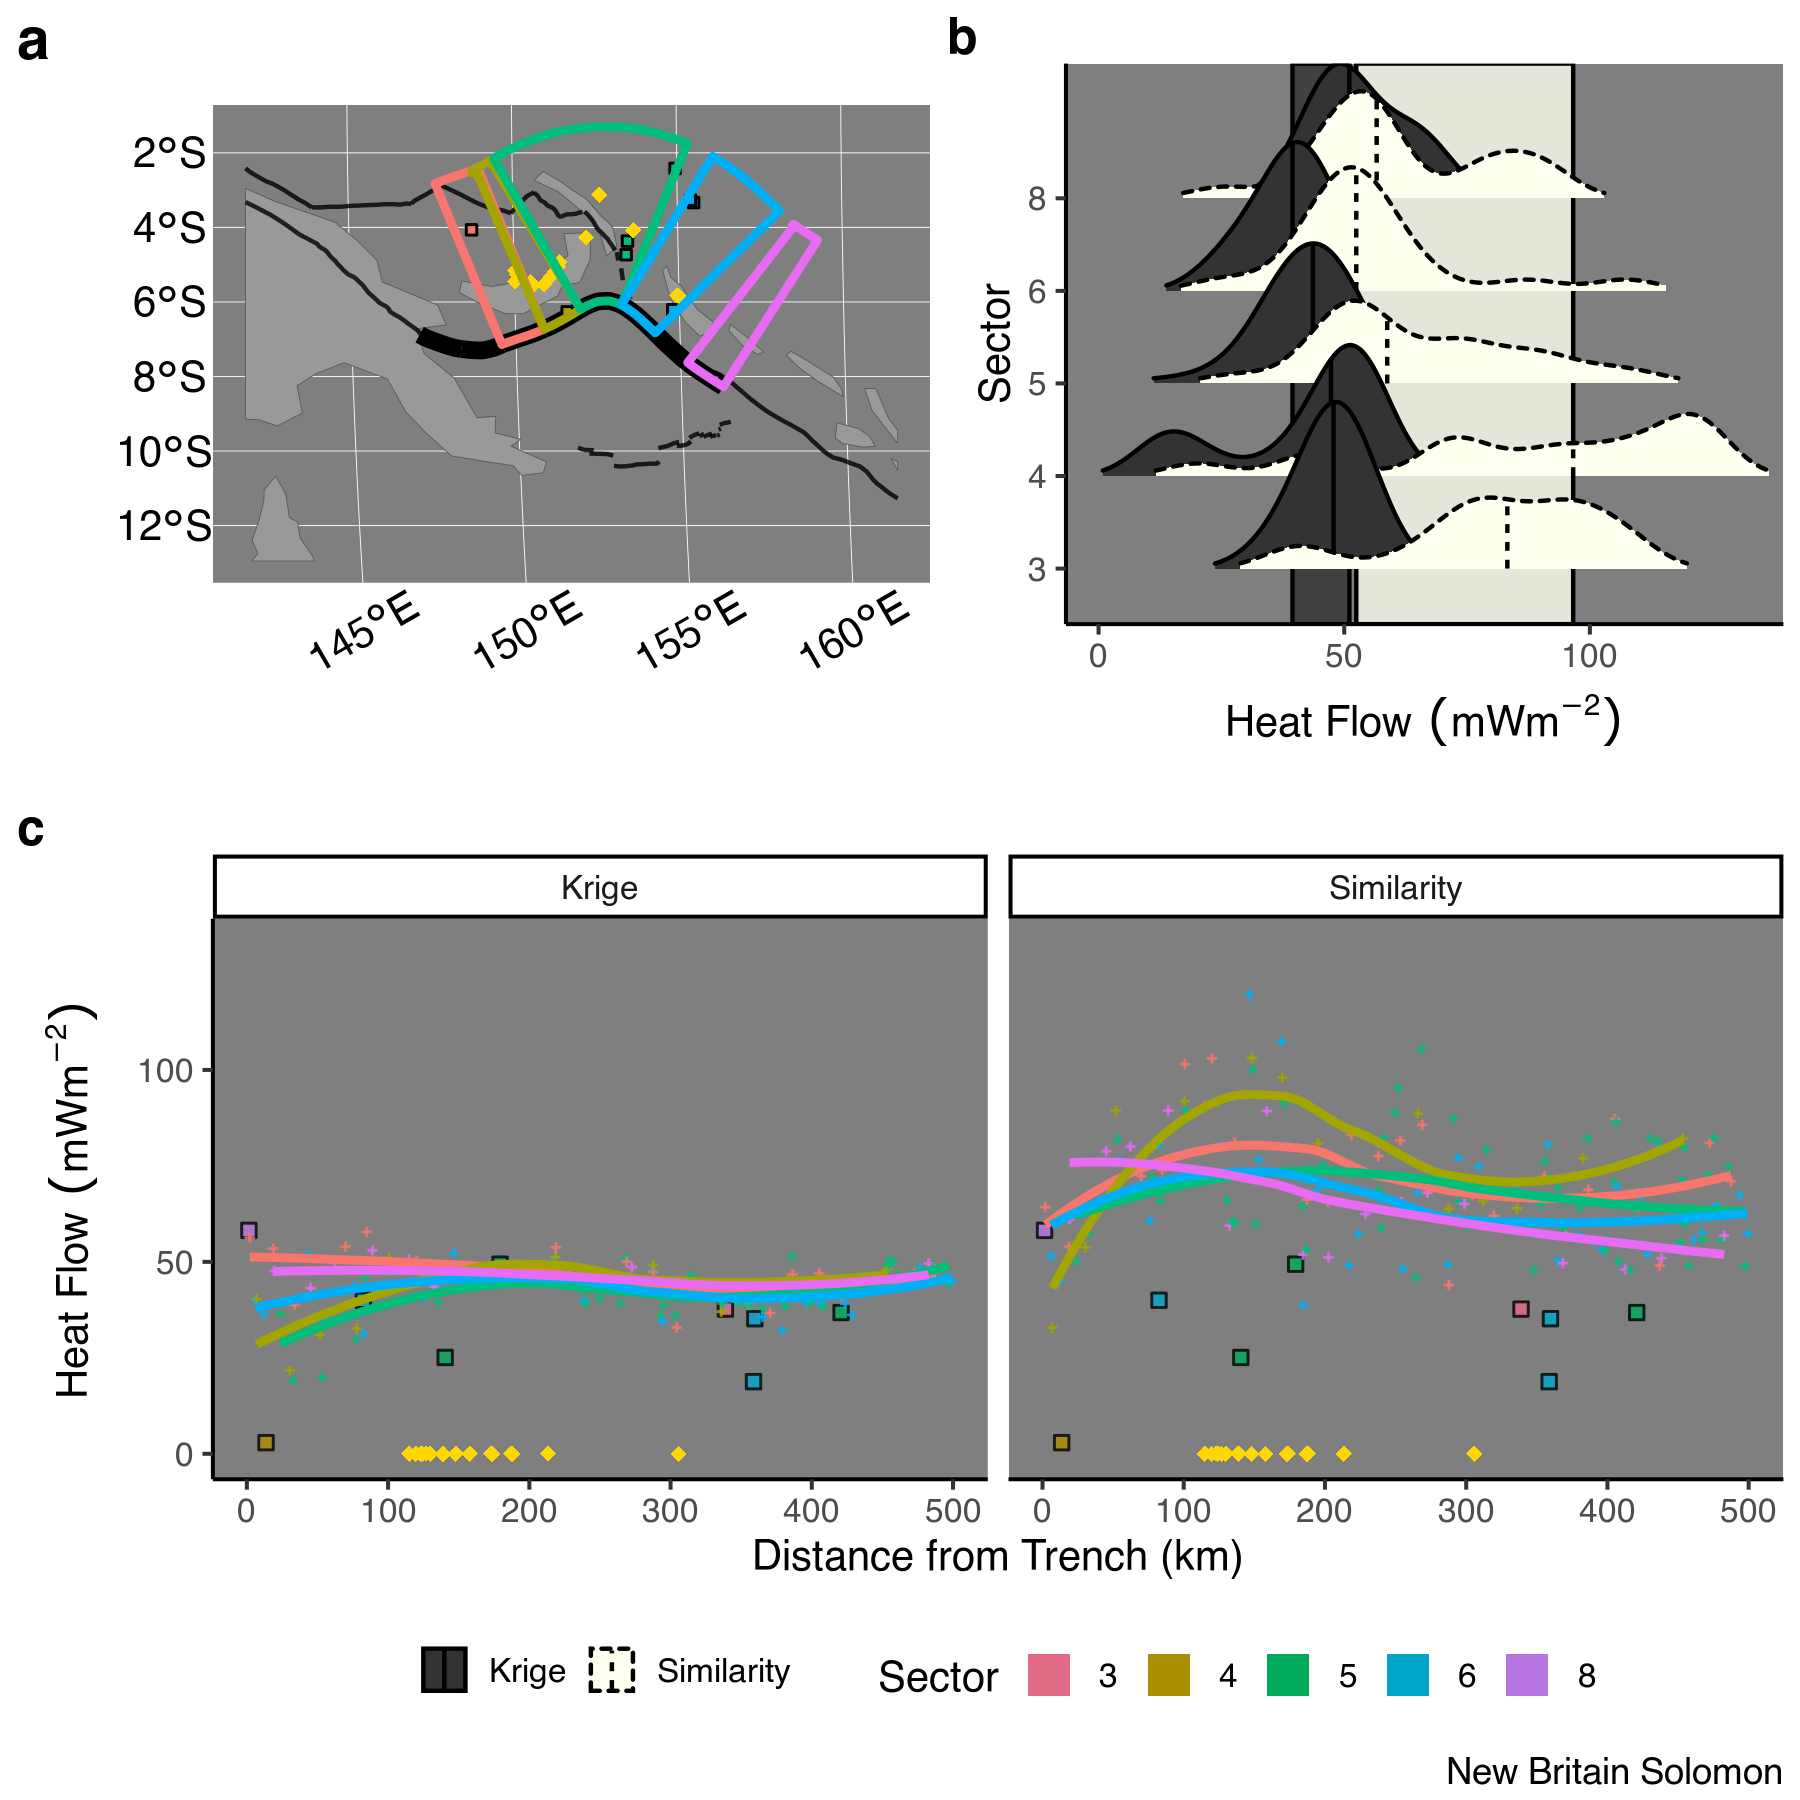 a
2°S
4°S
6°S
8°S
10°S
12°S
145°E
150°E
155°E
160°E
b
Sector
8
6
5
4
3
0
50
100
Heat Flow (mWm−2)
c
Krige
Similarity
Heat Flow (mWm−2)
100
50
0
0 100 200 300 400 500
0 100 200 300 400 500
Distance from Trench (km)
Krige Similarity Sector 3 4 5 6 8
New Britain Solomon